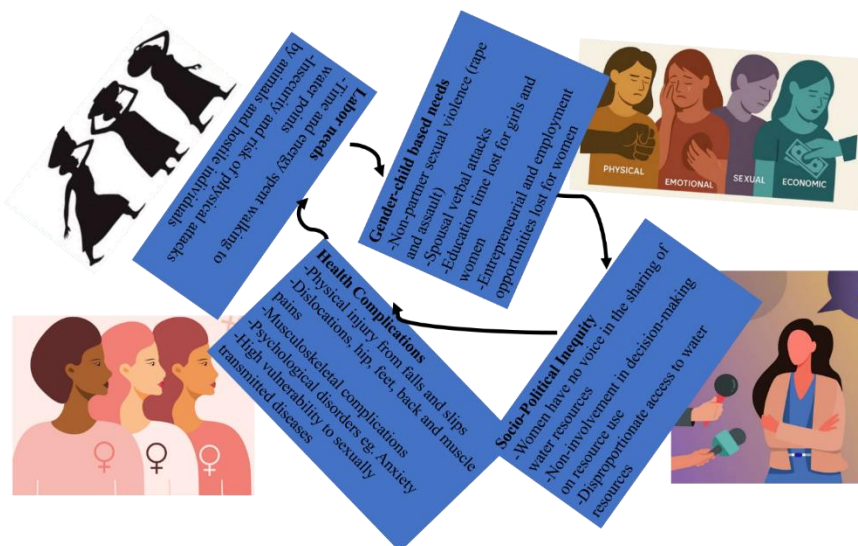 Labor needs
-Time and energy spent walking to
water points
-Insecurity and risk of physical attacks
by animals and hostile individuals
Gender-child based needs
-Non-partner sexual violence (rape
and assault)
-Spousal verbal attacks
-Education time lost for girls and
women
-Entrepreneurial and employment
opportunities lost for women
PHYSICAL
EMOTIONAL
SEXUAL
ECONOMIC
Socio-Political Inequity
-Women have no voice in the sharing of
water resources
-Non-involvement in decision-making
on resource use
-Disproportionate access to water
resources
Health Complications
-Physical injury from falls and slips
-Dislocations, hip, feet, back and muscle
pains
-Musculoskeletal complications
-Psychological disorders eg. Anxiety
-High vulnerability to sexually
transmitted diseases